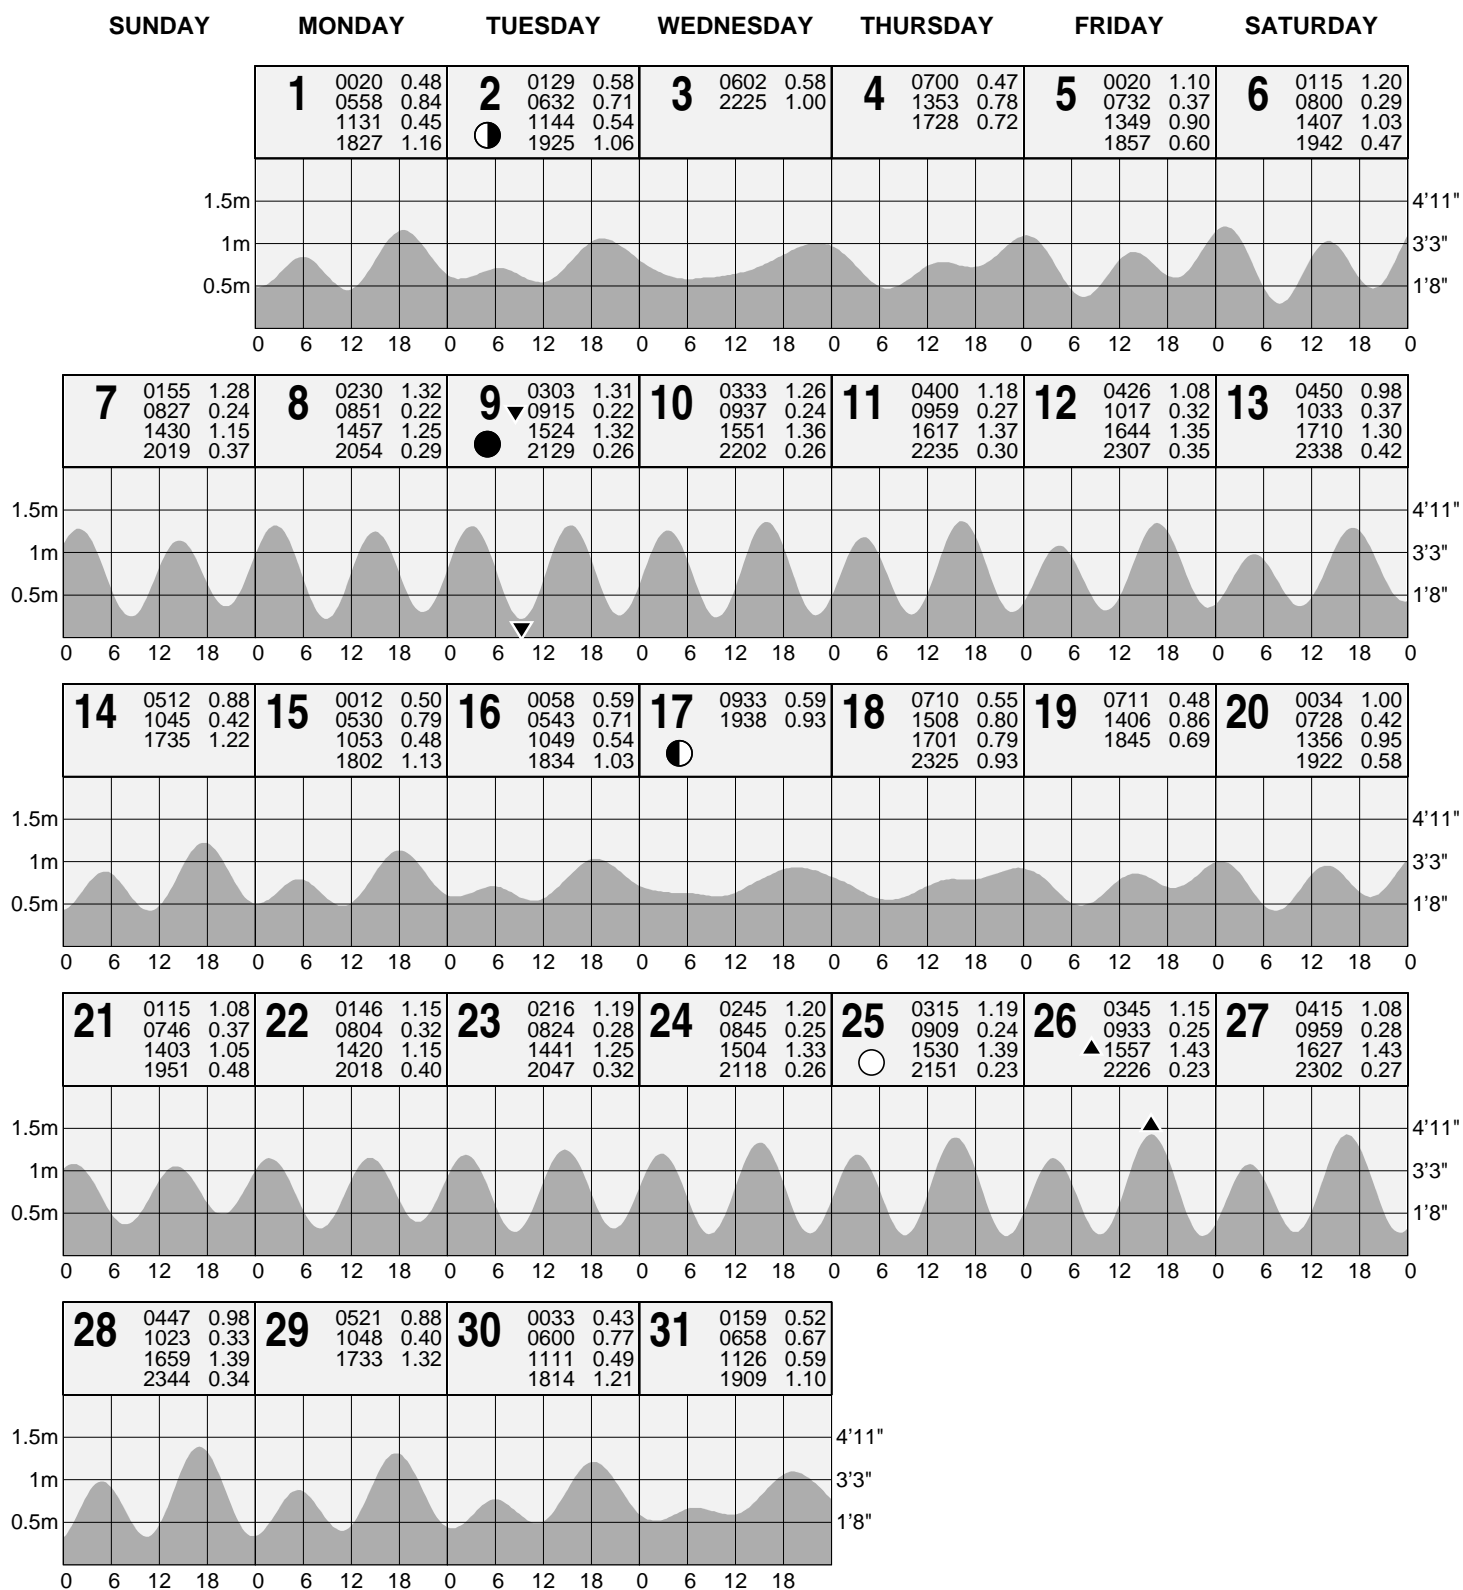 SUNDAY MONDAY TUESDAY WEDNESDAY THURSDAY FRIDAY SATURDAY
1 0020 0.48
0558 0.84
1131 0.45
1827 1.16
2 0129 0.58
0632 0.71
1144 0.54
1925 1.06
3 0602 0.58
2225 1.00
4 0700 0.47
1353 0.78
1728 0.72
5 0020 1.10
0732 0.37
1349 0.90
1857 0.60
6 0115 1.20
0800 0.29
1407 1.03
1942 0.47
1.5m 4'11"
1m 3'3"
0.5m 1'8"
0 6 12 18 0 6 12 18 0 6 12 18 0 6 12 18 0 6 12 18 0 6 12 18 0
7 0155 1.28
0827 0.24
1430 1.15
2019 0.37
8 0230 1.32
0851 0.22
1457 1.25
2054 0.29
9 0303 1.31
0915 0.22
1524 1.32
2129 0.26
10 0333 1.26
0937 0.24
1551 1.36
2202 0.26
11 0400 1.18
0959 0.27
1617 1.37
2235 0.30
12 0426 1.08
1017 0.32
1644 1.35
2307 0.35
13 0450 0.98
1033 0.37
1710 1.30
2338 0.42
1.5m 4'11"
1m 3'3"
0.5m 1'8"
0 6 12 18 0 6 12 18 0 6 12 18 0 6 12 18 0 6 12 18 0 6 12 18 0 6 12 18 0
14 0512 0.88
1045 0.42
1735 1.22
15 0012 0.50
0530 0.79
1053 0.48
1802 1.13
16 0058 0.59
0543 0.71
1049 0.54
1834 1.03
17 0933 0.59
1938 0.93
18 0710 0.55
1508 0.80
1701 0.79
2325 0.93
19 0711 0.48
1406 0.86
1845 0.69
20 0034 1.00
0728 0.42
1356 0.95
1922 0.58
1.5m 4'11"
1m 3'3"
0.5m 1'8"
0 6 12 18 0 6 12 18 0 6 12 18 0 6 12 18 0 6 12 18 0 6 12 18 0 6 12 18 0
21 0115 1.08
0746 0.37
1403 1.05
1951 0.48
22 0146 1.15
0804 0.32
1420 1.15
2018 0.40
23 0216 1.19
0824 0.28
1441 1.25
2047 0.32
24 0245 1.20
0845 0.25
1504 1.33
2118 0.26
25 0315 1.19
0909 0.24
1530 1.39
2151 0.23
26 0345 1.15
0933 0.25
1557 1.43
2226 0.23
27 0415 1.08
0959 0.28
1627 1.43
2302 0.27
1.5m 4'11"
1m 3'3"
0.5m 1'8"
0 6 12 18 0 6 12 18 0 6 12 18 0 6 12 18 0 6 12 18 0 6 12 18 0 6 12 18 0
28 0447 0.98
1023 0.33
1659 1.39
2344 0.34
29 0521 0.88
1048 0.40
1733 1.32
30 0033 0.43
0600 0.77
1111 0.49
1814 1.21
31 0159 0.52
0658 0.67
1126 0.59
1909 1.10
1.5m 4'11"
1m 3'3"
0.5m 1'8"
0 6 12 18 0 6 12 18 0 6 12 18 0 6 12 18